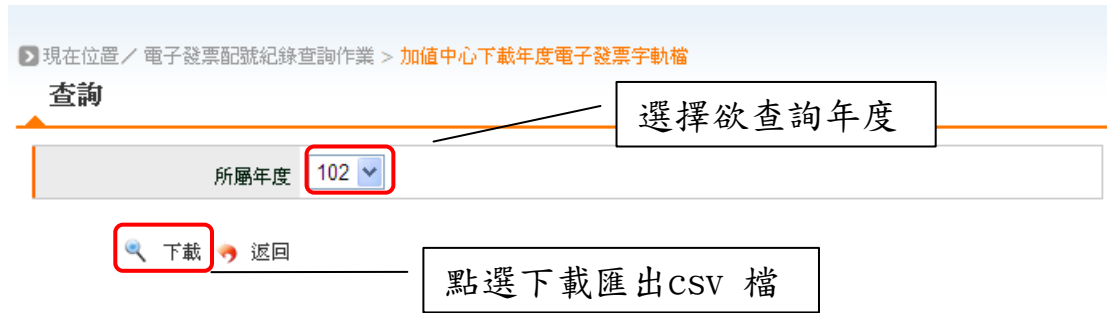 現在位置／ 電子發票配號紀錄查詢作業 > 加值中心下載年度電子發票字軌檔
查詢
選擇欲查詢年度
所屬年度 102
下載 返回
點選下載匯出csv 檔